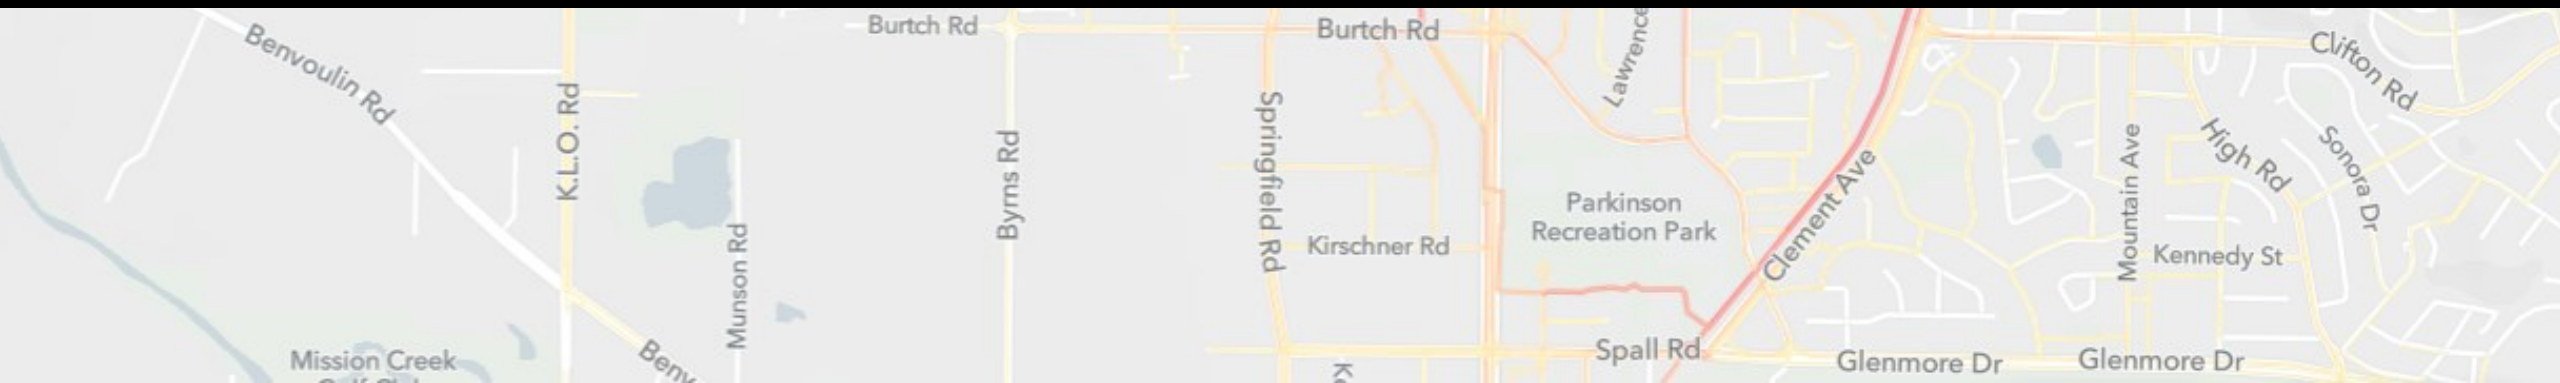 Benvoulin Rd
K.L.O. Rd
Burtch Rd
Burtch Rd
Lawrence
Clifton Rd
Byrns Rd
Springfield Rd
Munson Rd
Kirschner Rd
Parkinson
Recreation Park
Clement Ave
Mountain Ave
High Rd
Sonora Dr
Kennedy St
Mission Creek
Benv
Spall Rd
Glenmore Dr
Glenmore Dr